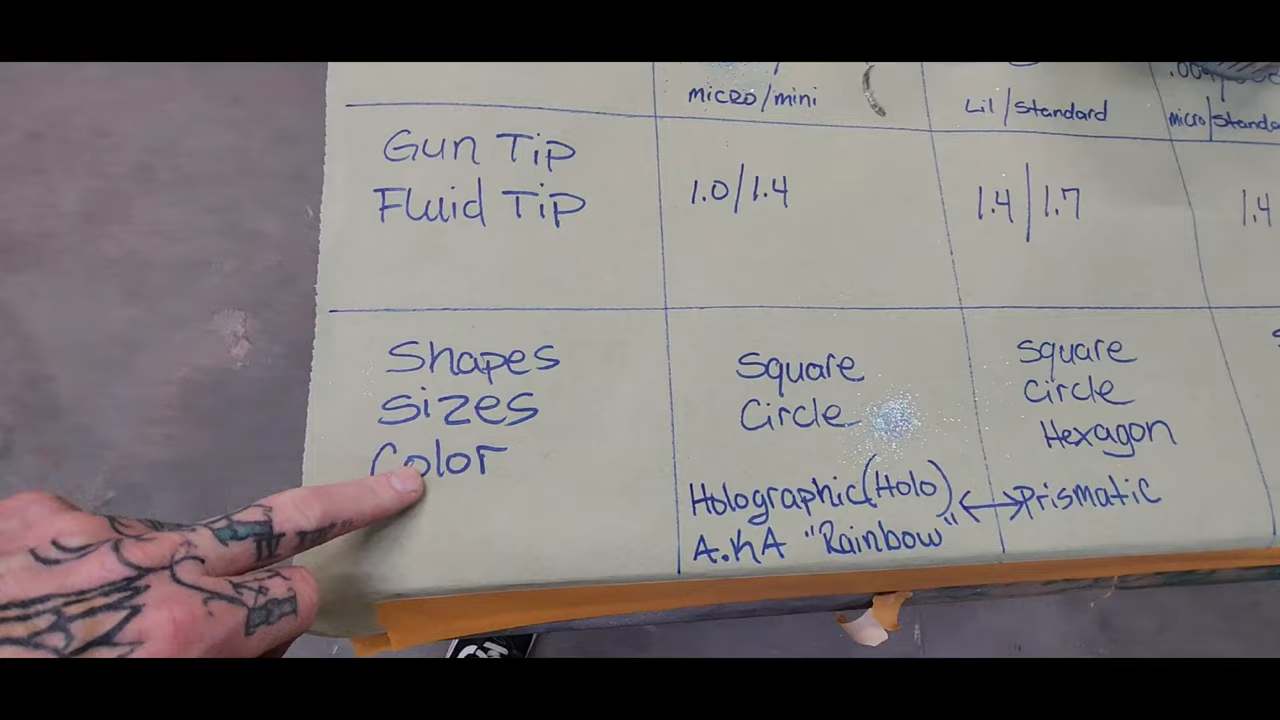 micro/mini
Lil/Standard
micro/Standa
Gun Tip
Fluid Tip
1.0/1.4
1.4/1.7
1.4
Shapes
Sizes
Color
Square
Circle
Holographic (Holo)
A.KA "Rainbow"
Square
Circle
Hexagon
Prismatic